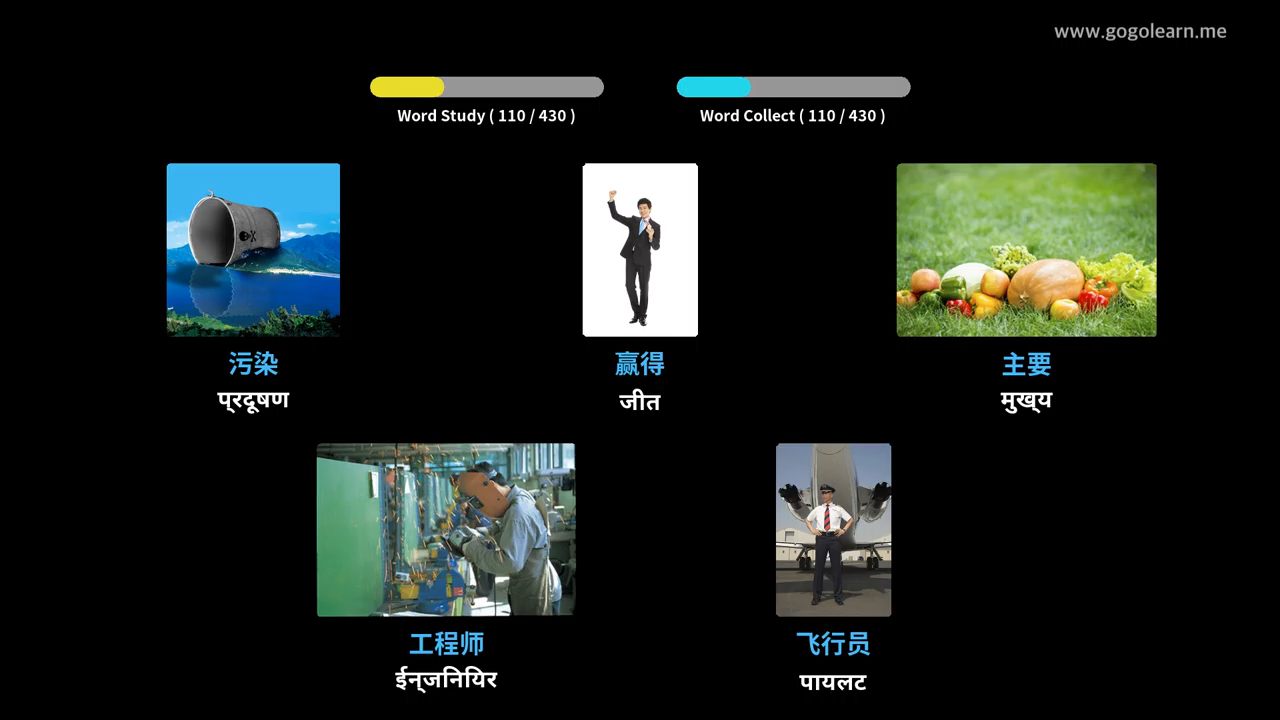 www.gogolearn.me
Word Study ( 110 / 430 )
Word Collect ( 110 / 430 )
污染
प्रदूषण
赢得
जीत
主要
मुख्य
工程师
ईन्जनियिर
飞行员
पायलट